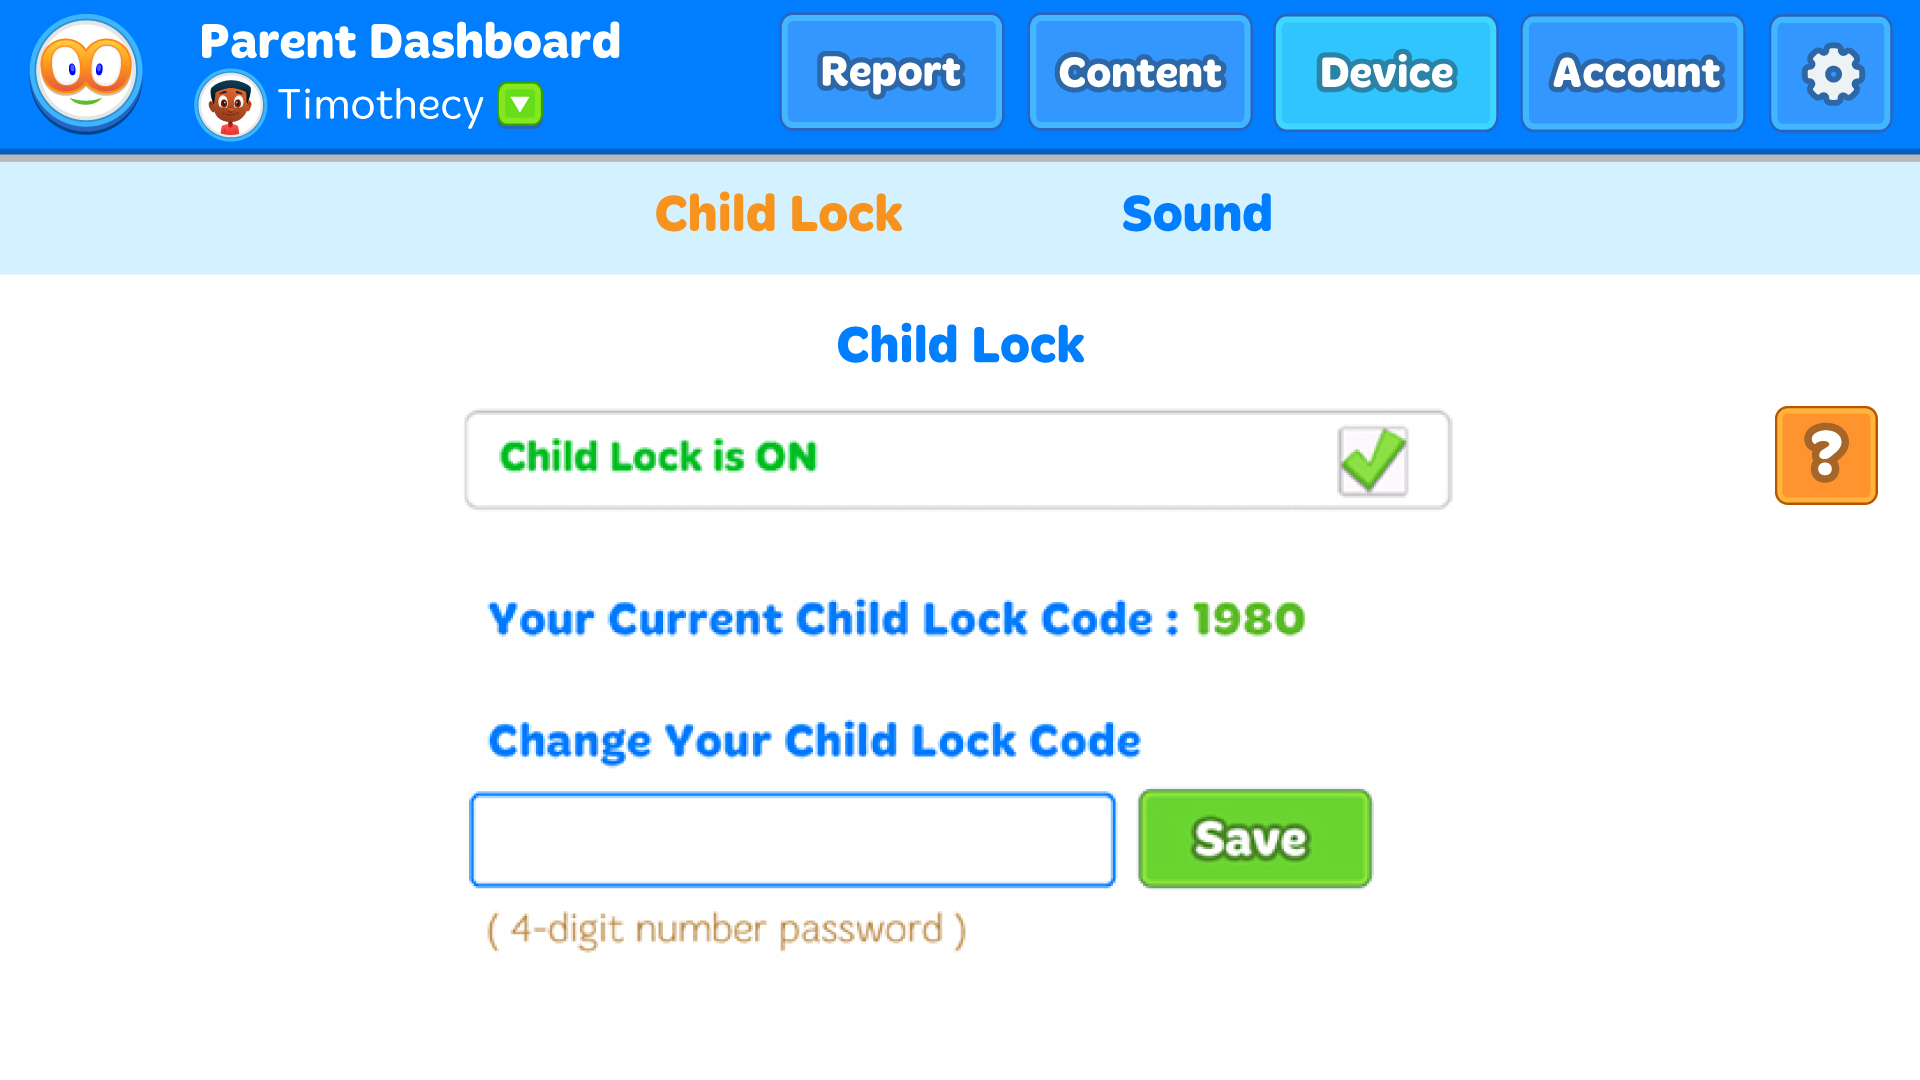 Parent Dashboard
Timothecy
Report
Content
Device
Account
Child Lock
Sound
Child Lock
Child Lock is ON
?
Your Current Child Lock Code : 1980
Change Your Child Lock Code
Save
( 4-digit number password )